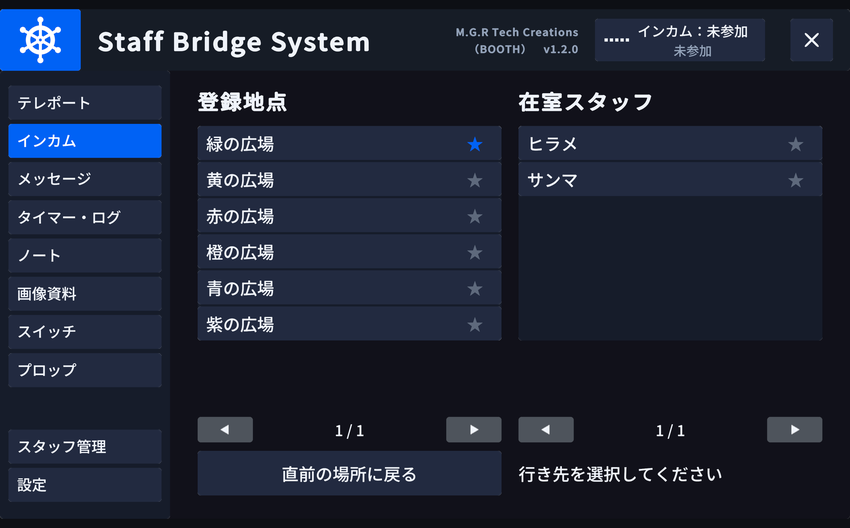 Staff Bridge System
M.G.R Tech Creations
（BOOTH） v1.2.0
インカム：未参加
未参加
テレポート
インカム
メッセージ
タイマー・ログ
ノート
画像資料
スイッチ
プロップ
スタッフ管理
設定
登録地点
緑の広場
黄の広場
赤の広場
橙の広場
青の広場
紫の広場
1 / 1
直前の場所に戻る
在室スタッフ
ヒラメ
サンマ
1 / 1
行き先を選択してください